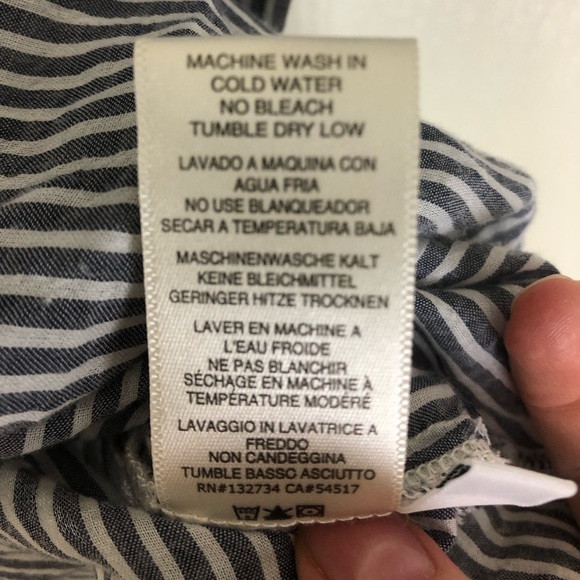 MACHINE WASH IN
COLD WATER
NO BLEACH
TUMBLE DRY LOW
LAVADO A MAQUINA CON
AGUA FRIA
NO USE BLANQUEADOR
SECAR A TEMPERATURA BAJA
MASCHINENWASCHE KALT
KEINE BLEICHMITTEL
GERINGER HITZE TROCKNEN
LAVER EN MACHINE A
L'EAU FROIDE
NE PAS BLANCHIR
SÉCHAGE EN MACHINE À
TEMPÉRATURE MODÉRÉ
LAVAGGIO IN LAVATRICE A
FREDDO
NON CANDEGGINA
TUMBLE BASSO ASCIUTTO
RN#132734 CA#54517